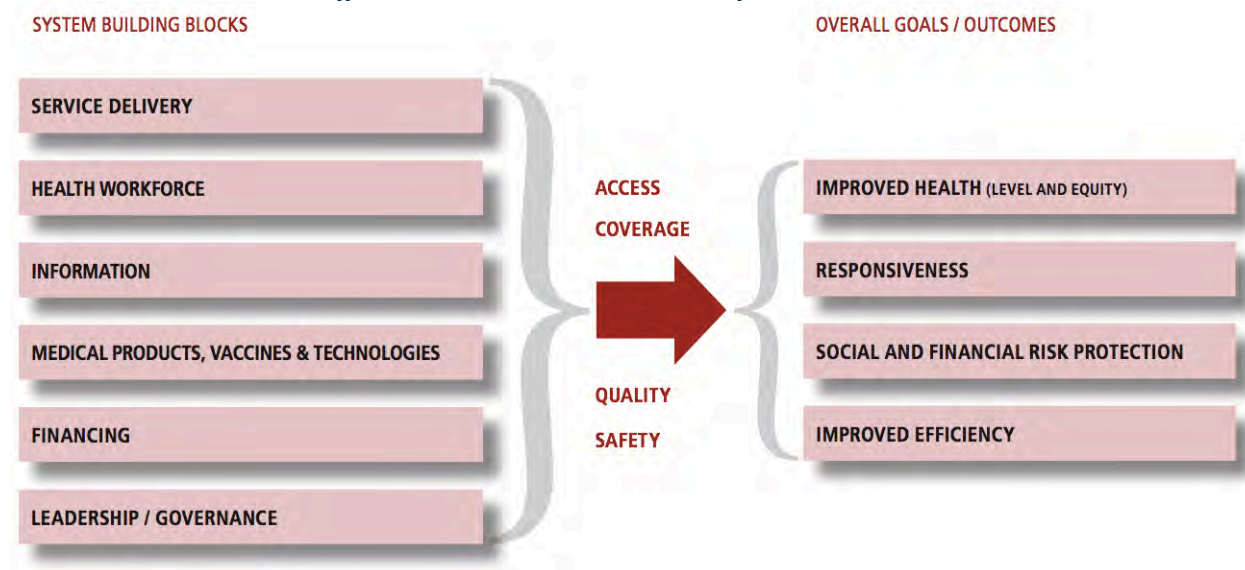 SYSTEM BUILDING BLOCKS
SERVICE DELIVERY
HEALTH WORKFORCE
INFORMATION
MEDICAL PRODUCTS, VACCINES & TECHNOLOGIES
FINANCING
LEADERSHIP / GOVERNANCE
ACCESS
COVERAGE
QUALITY
SAFETY
OVERALL GOALS / OUTCOMES
IMPROVED HEALTH (LEVEL AND EQUITY)
RESPONSIVENESS
SOCIAL AND FINANCIAL RISK PROTECTION
IMPROVED EFFICIENCY